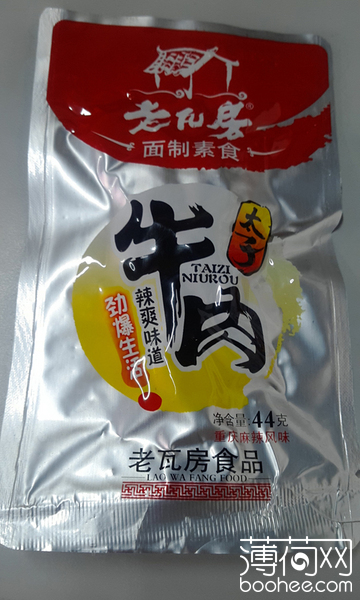 老瓦房®
面制素食
太子
牛肉
TAIZI
NIUROU
辣爽味道
劲爆生活
净含量:44克
重庆麻辣风味
老瓦房食品
LAO WA FANG FOOD
薄荷网
boohee.com